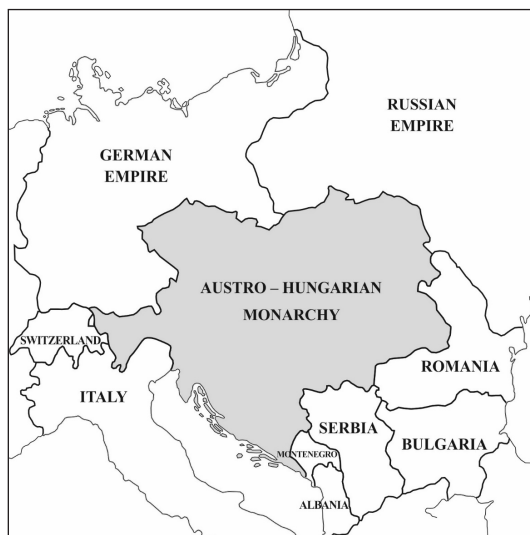 RUSSIAN
EMPIRE
GERMAN
EMPIRE
AUSTRO – HUNGARIAN
MONARCHY
SWITZERLAND
ROMANIA
ITALY
SERBIA
BULGARIA
MONTENEGRO
ALBANIA